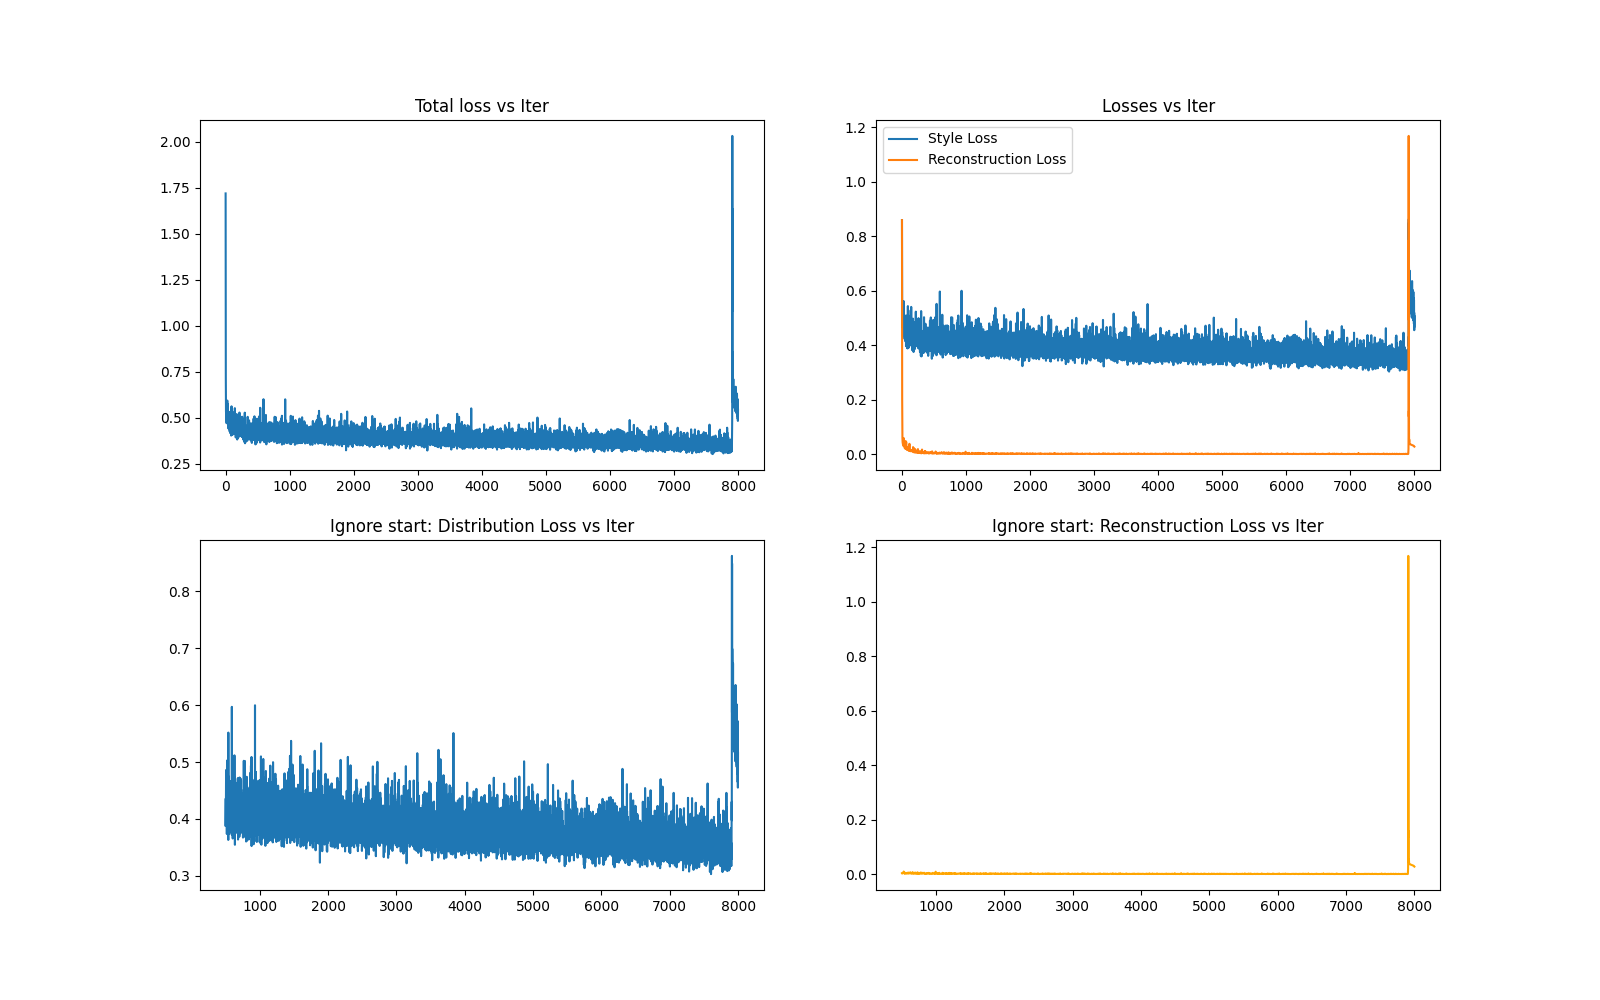 Total loss vs Iter
2.00
1.75
1.50
1.25
1.00
0.75
0.50
0.25
0 1000 2000 3000 4000 5000 6000 7000 8000
Losses vs Iter
Style Loss
Reconstruction Loss
1.2
1.0
0.8
0.6
0.4
0.2
0.0
0 1000 2000 3000 4000 5000 6000 7000 8000
Ignore start: Distribution Loss vs Iter
0.8
0.7
0.6
0.5
0.4
0.3
1000 2000 3000 4000 5000 6000 7000 8000
Ignore start: Reconstruction Loss vs Iter
1.2
1.0
0.8
0.6
0.4
0.2
0.0
1000 2000 3000 4000 5000 6000 7000 8000